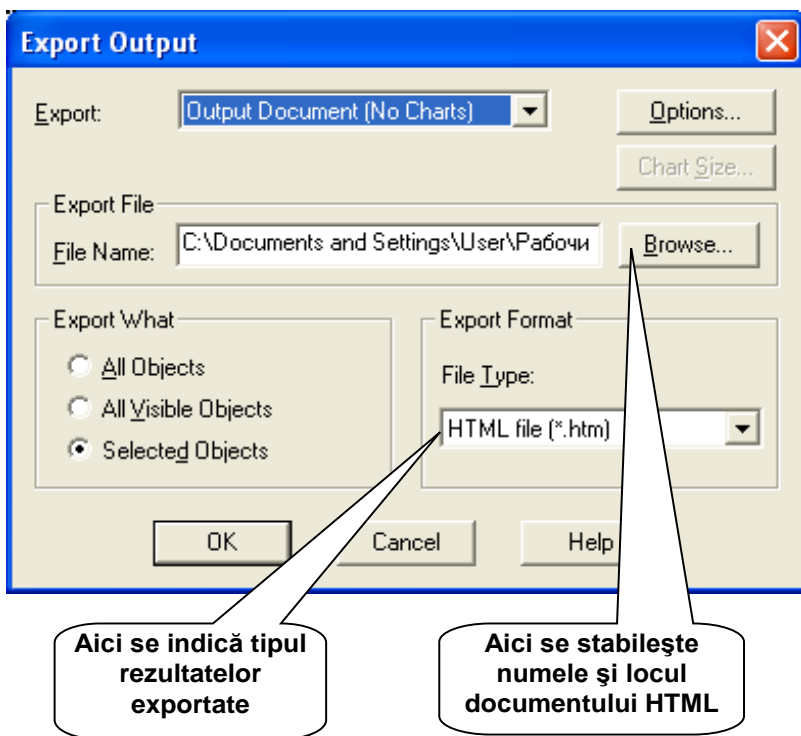 Export Output
Export: Output Document (No Charts) Options...
Chart Size...
Export File
File Name: C:\Documents and Settings\User\Рабочи Browse...
Export What
All Objects
All Visible Objects
Selected Objects
Export Format
File Type:
HTML file (*.htm)
OK Cancel Help
Aici se indică tipul
rezultatelor
exportate
Aici se stabileşte
numele şi locul
documentului HTML